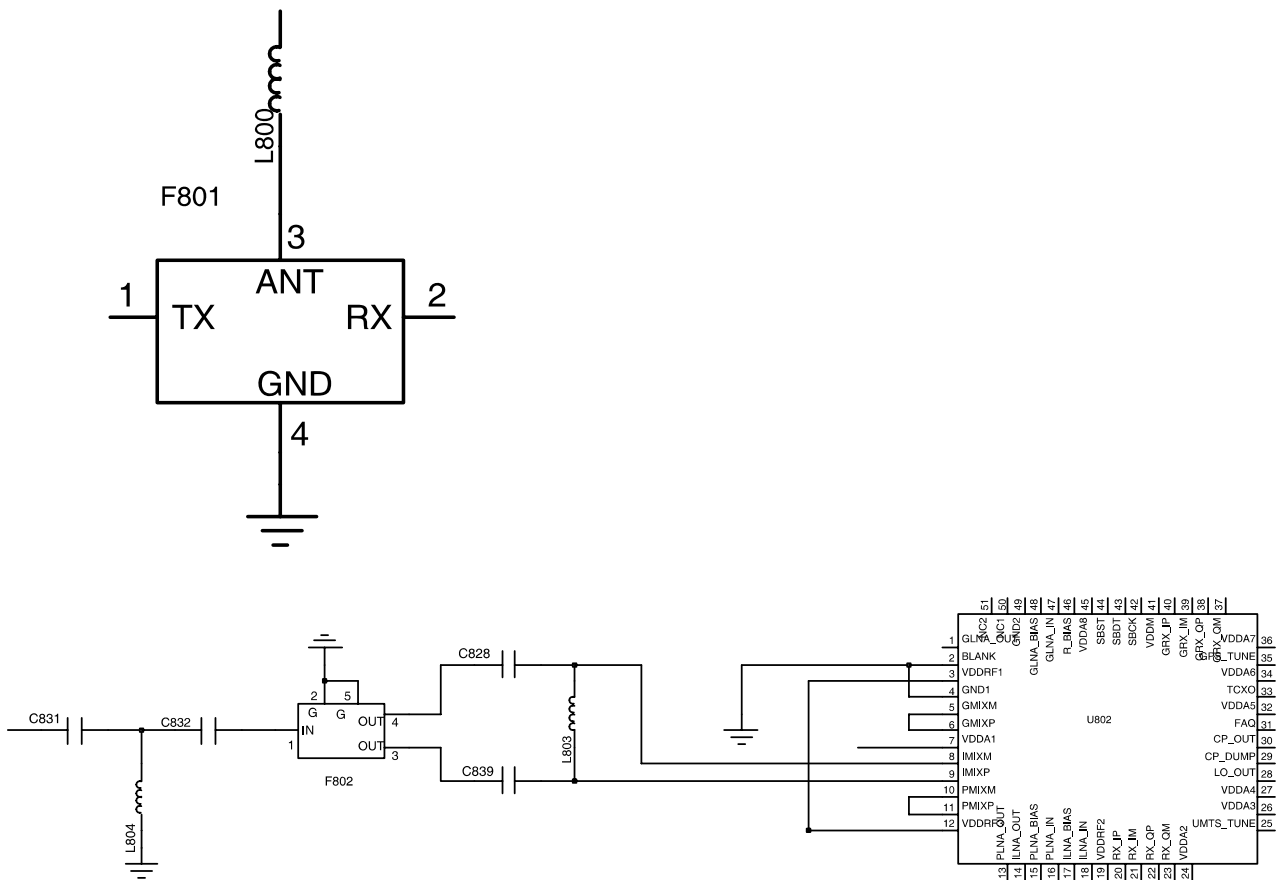 L800
F801
3
ANT
1
TX
RX
2
GND
4
C831
C832
L804
2
5
G
G
IN
1
OUT
4
OUT
3
F802
C828
C839
L803
U802
1
GLNA_OUT
2
BLANK
3
VDDRF1
4
GND1
5
GMIXM
6
GMIXP
7
VDDA1
8
IMIXM
9
IMIXP
10
PMIXM
11
PMIXP
12
VDDRF3
13
PLNA_OUT
14
ILNA_OUT
15
PLNA_BIAS
16
PLNA_IN
17
ILNA_BIAS
18
ILNA_IN
19
VDDRF2
20
RX_IP
21
RX_IM
22
RX_QP
23
RX_QM
24
VDDA2
UMTS_TUNE
25
VDDA3
26
VDDA4
27
LO_OUT
28
CP_DUMP
29
CP_OUT
30
FAQ
31
VDDA5
32
TCXO
33
VDDA6
34
GPS_TUNE
35
VDDA7
36
37
GRX_QM
38
GRX_QP
39
GRX_IM
40
GRX_IP
41
VDDM
42
SBCK
43
SBDT
44
SBST
45
VDDA8
46
R_BIAS
47
GLNA_IN
48
GLNA_BIAS
49
GND2
50
NC1
51
NC2